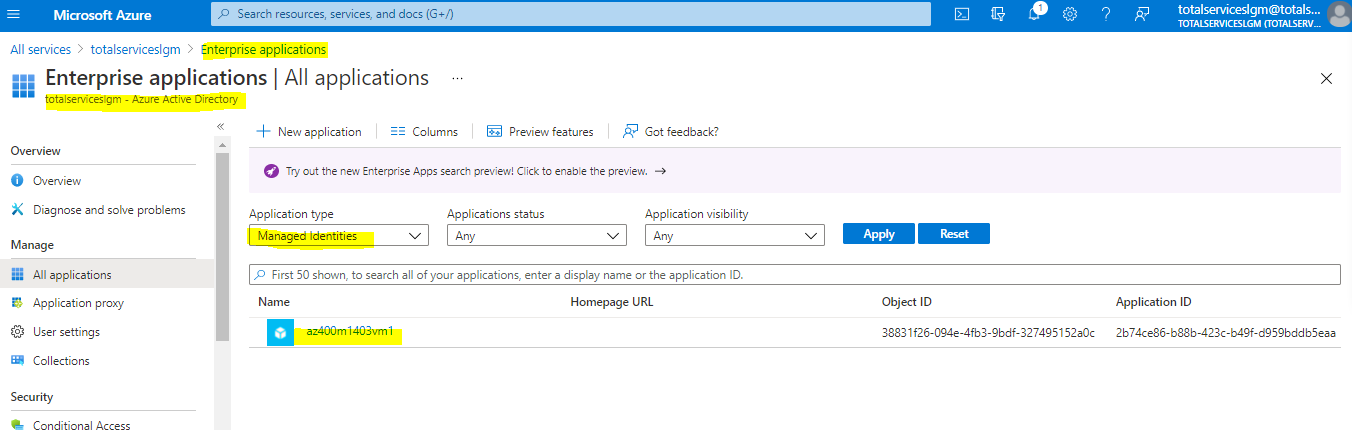 Microsoft Azure
Search resources, services, and docs (G+/)
1
totalserviceslgm@totals...
TOTALSERVICESLGM (TOTALSERV...
All services > totalserviceslgm > Enterprise applications
Enterprise applications | All applications ...
totalserviceslgm - Azure Active Directory
Overview
Overview
Diagnose and solve problems
Manage
All applications
Application proxy
User settings
Collections
Security
Conditional Access
New application
Columns
Preview features
Got feedback?
Try out the new Enterprise Apps search preview! Click to enable the preview. →
Application type
Applications status
Application visibility
Managed Identities
Any
Any
Apply
Reset
First 50 shown, to search all of your applications, enter a display name or the application ID.
Name
Homepage URL
Object ID
Application ID
az400m1403vm1
38831f26-094e-4fb3-9bdf-327495152a0c
2b74ce86-b88b-423c-b49f-d959bddb5eaa